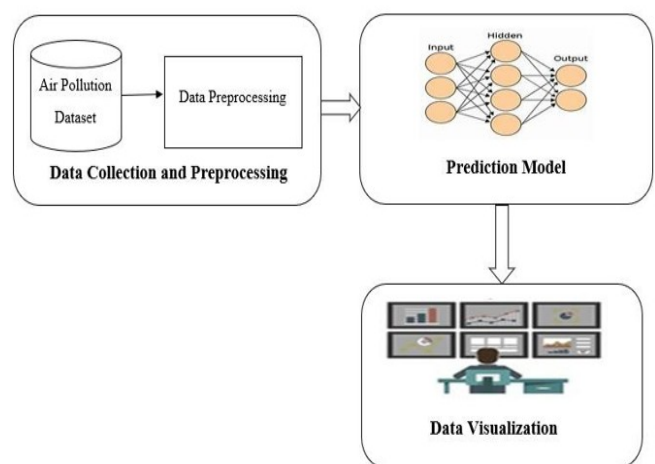 Air Pollution
Dataset
Data Preprocessing
Data Collection and Preprocessing
Input
Hidden
Output
Prediction Model
Data Visualization